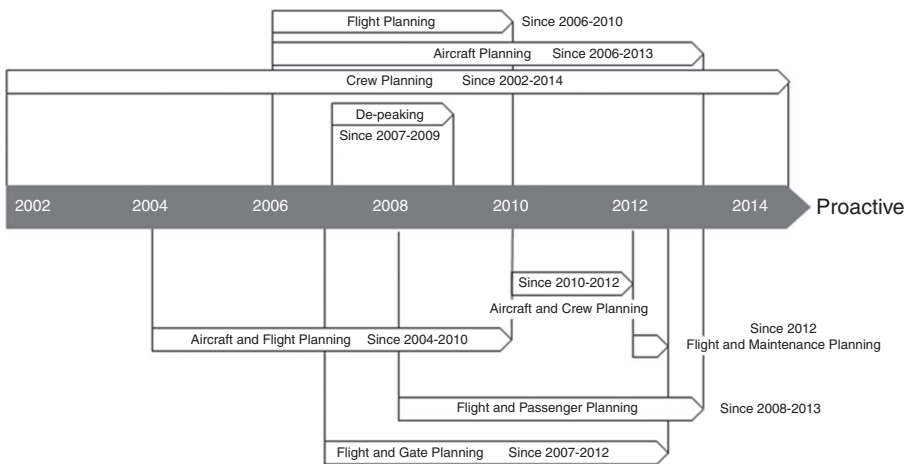 Flight Planning Since 2006-2010
Aircraft Planning Since 2006-2013
Crew Planning Since 2002-2014
De-peaking
Since 2007-2009
2002 2004 2006 2008 2010 2012 2014 Proactive
Since 2010-2012
Aircraft and Crew Planning
Aircraft and Flight Planning Since 2004-2010
Since 2012
Flight and Maintenance Planning
Flight and Passenger Planning Since 2008-2013
Flight and Gate Planning Since 2007-2012